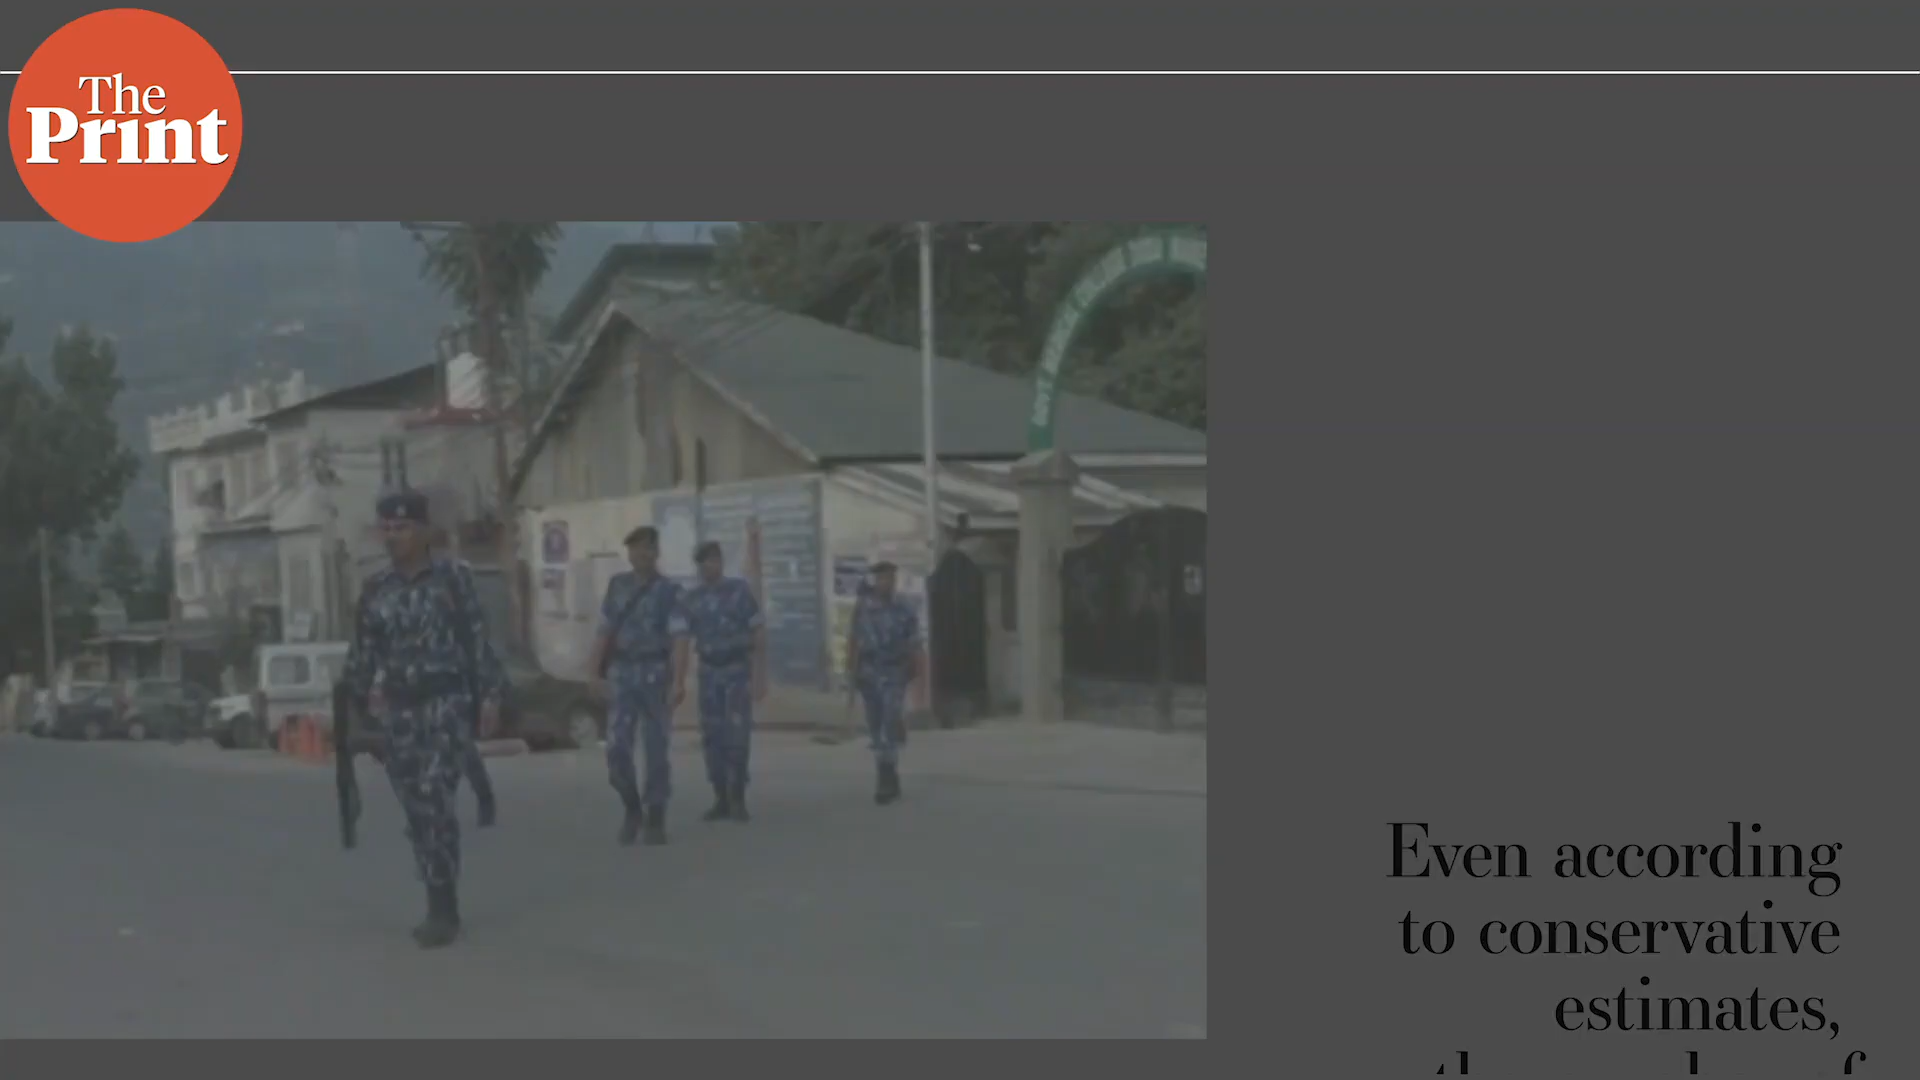 The
Print
Even according
to conservative
estimates,